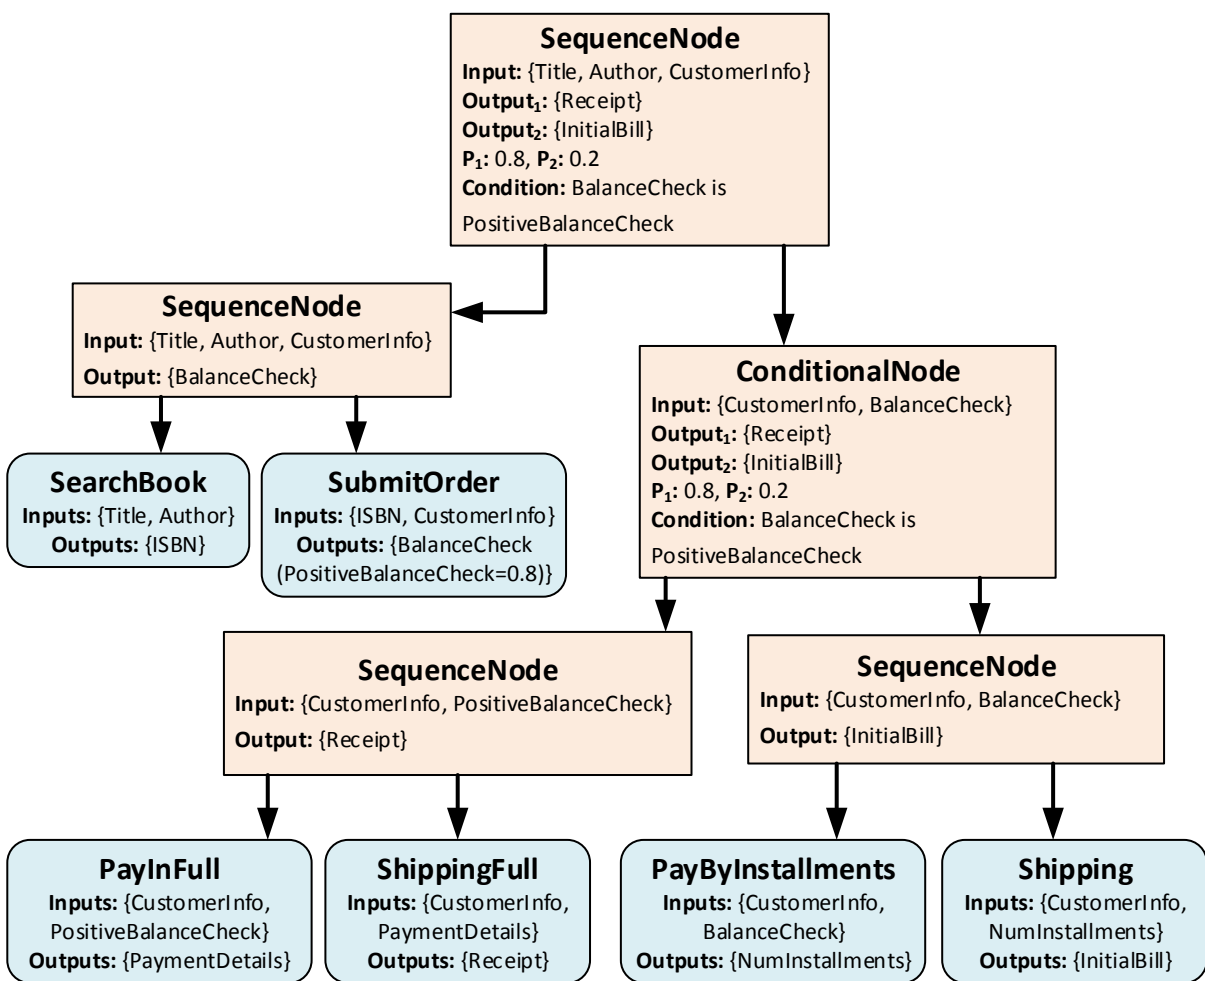 SequenceNode
Input: {Title, Author, CustomerInfo}
Output1: {Receipt}
Output2: {InitialBill}
P1: 0.8, P2: 0.2
Condition: BalanceCheck is
PositiveBalanceCheck
SequenceNode
Input: {Title, Author, CustomerInfo}
Output: {BalanceCheck}
ConditionalNode
Input: {CustomerInfo, BalanceCheck}
Output1: {Receipt}
Output2: {InitialBill}
P1: 0.8, P2: 0.2
Condition: BalanceCheck is
PositiveBalanceCheck
SearchBook
Inputs: {Title, Author}
Outputs: {ISBN}
SubmitOrder
Inputs: {ISBN, CustomerInfo}
Outputs: {BalanceCheck
(PositiveBalanceCheck=0.8)}
SequenceNode
Input: {CustomerInfo, PositiveBalanceCheck}
Output: {Receipt}
SequenceNode
Input: {CustomerInfo, BalanceCheck}
Output: {InitialBill}
PayInFull
Inputs: {CustomerInfo,
PositiveBalanceCheck}
Outputs: {PaymentDetails}
ShippingFull
Inputs: {CustomerInfo,
PaymentDetails}
Outputs: {Receipt}
PayByInstallments
Inputs: {CustomerInfo,
BalanceCheck}
Outputs: {NumInstallments}
Shipping
Inputs: {CustomerInfo,
NumInstallments}
Outputs: {InitialBill}